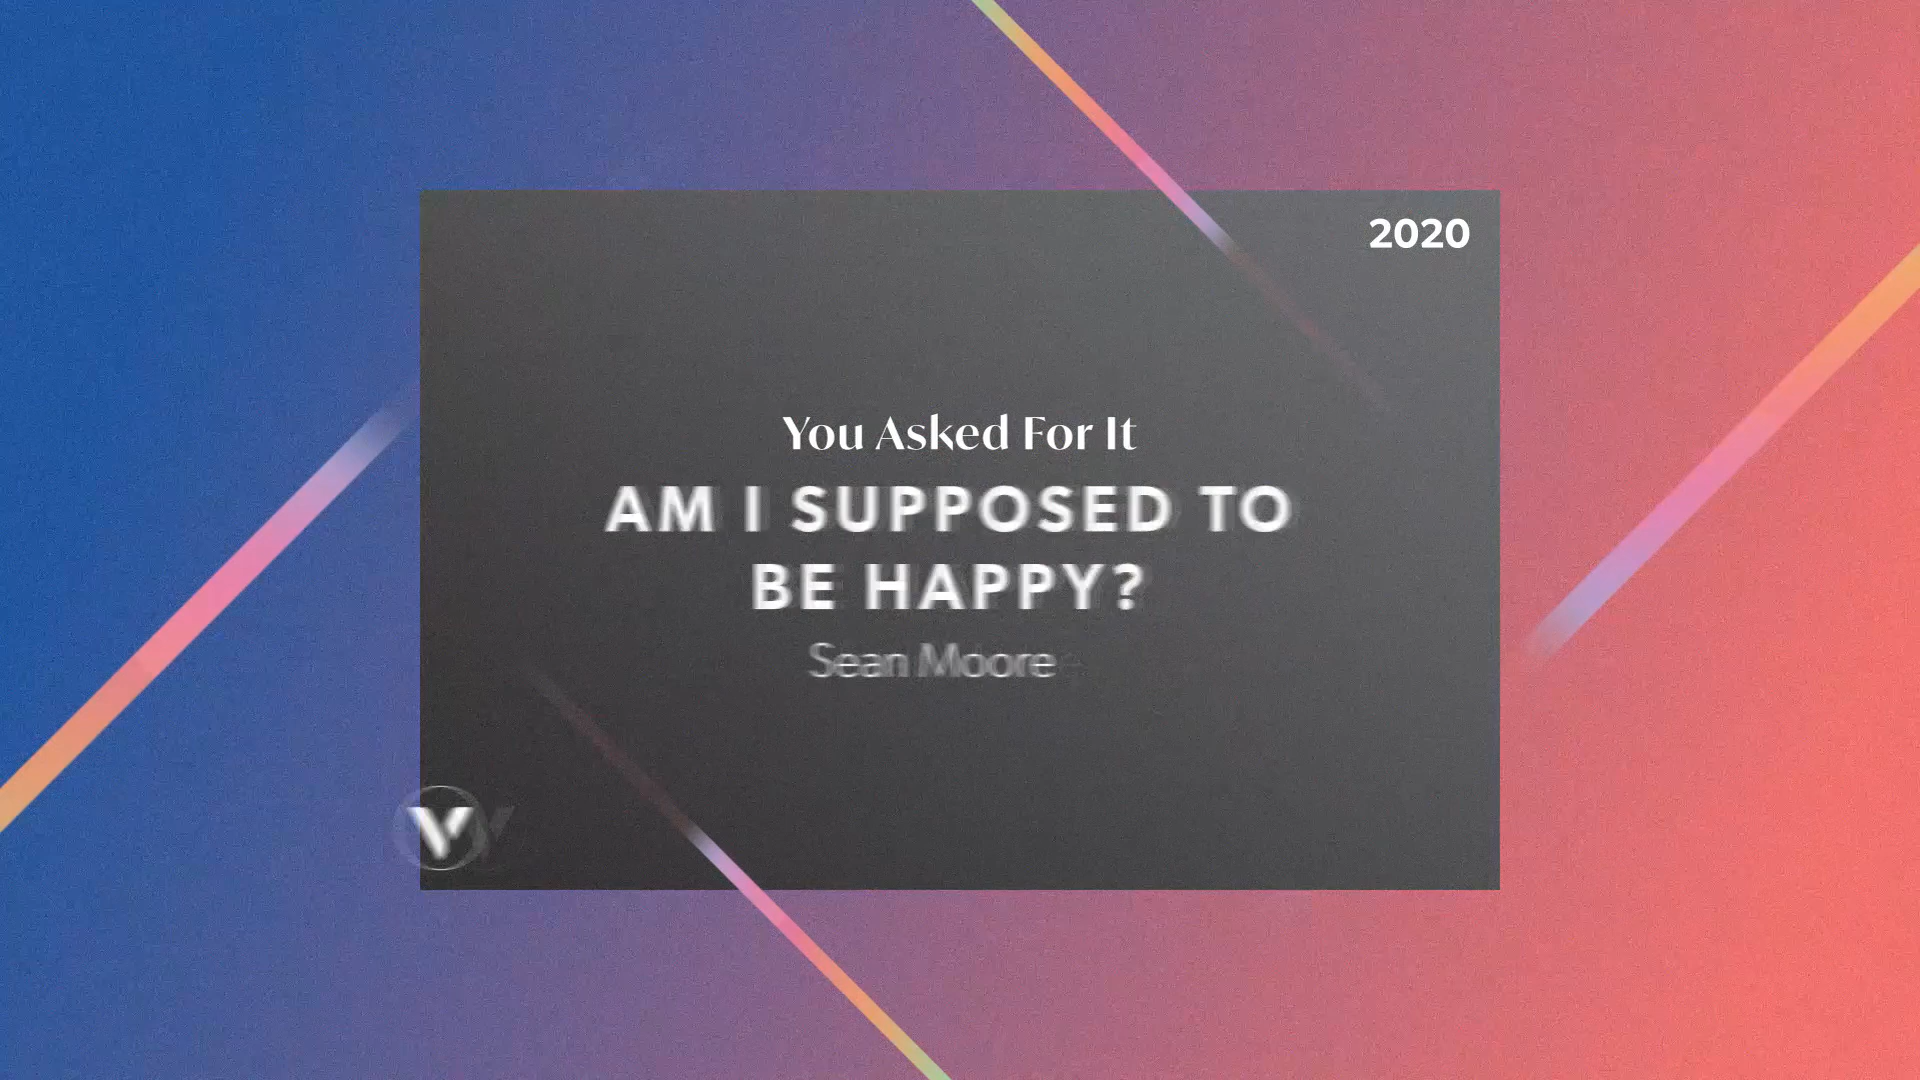 2020
You Asked For It
AM I SUPPOSED TO
BE HAPPY?
Sean Moore